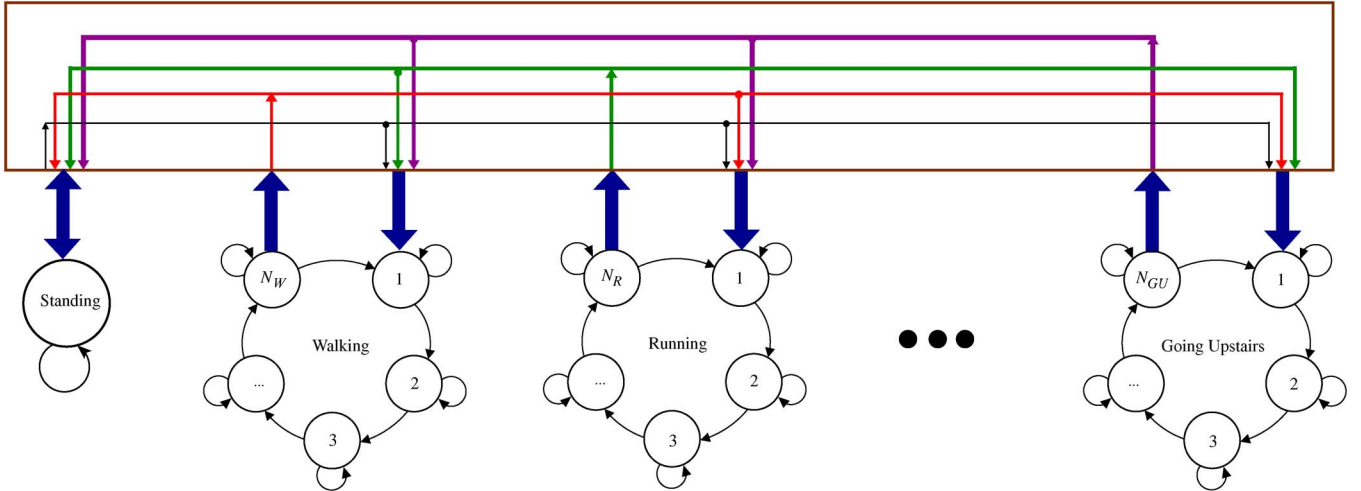 N_W 1 N_R 1 N_GU 1
Standing
Walking Running Going Upstairs
... 2 ... 2 ... 2
3 3 3